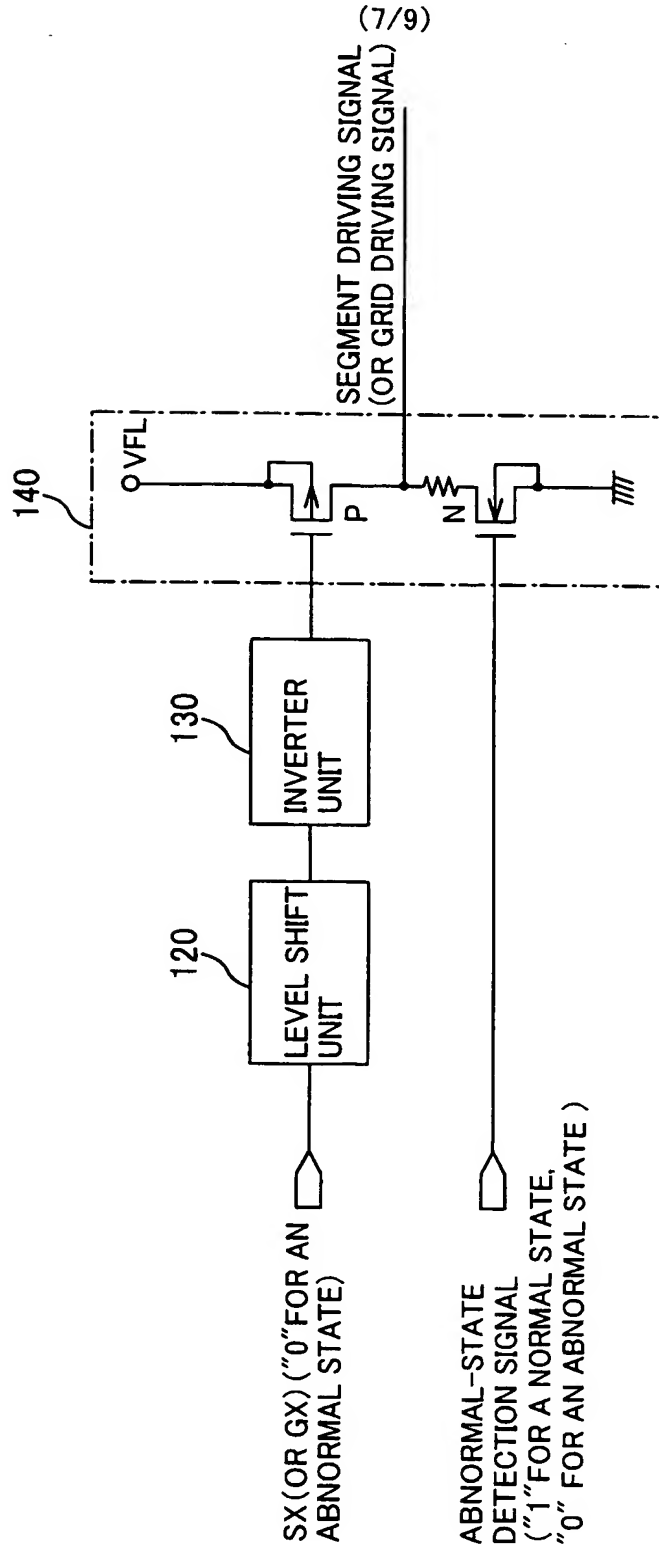 (7/9)
140
VFL
SEGMENT DRIVING SIGNAL
(OR GRID DRIVING SIGNAL)
P
N
130
INVERTER
UNIT
120
LEVEL SHIFT
UNIT
SX(OR GX) ("0"FOR AN
ABNORMAL STATE)
ABNORMAL-STATE
DETECTION SIGNAL
("1"FOR A NORMAL STATE,
"0" FOR AN ABNORMAL STATE )